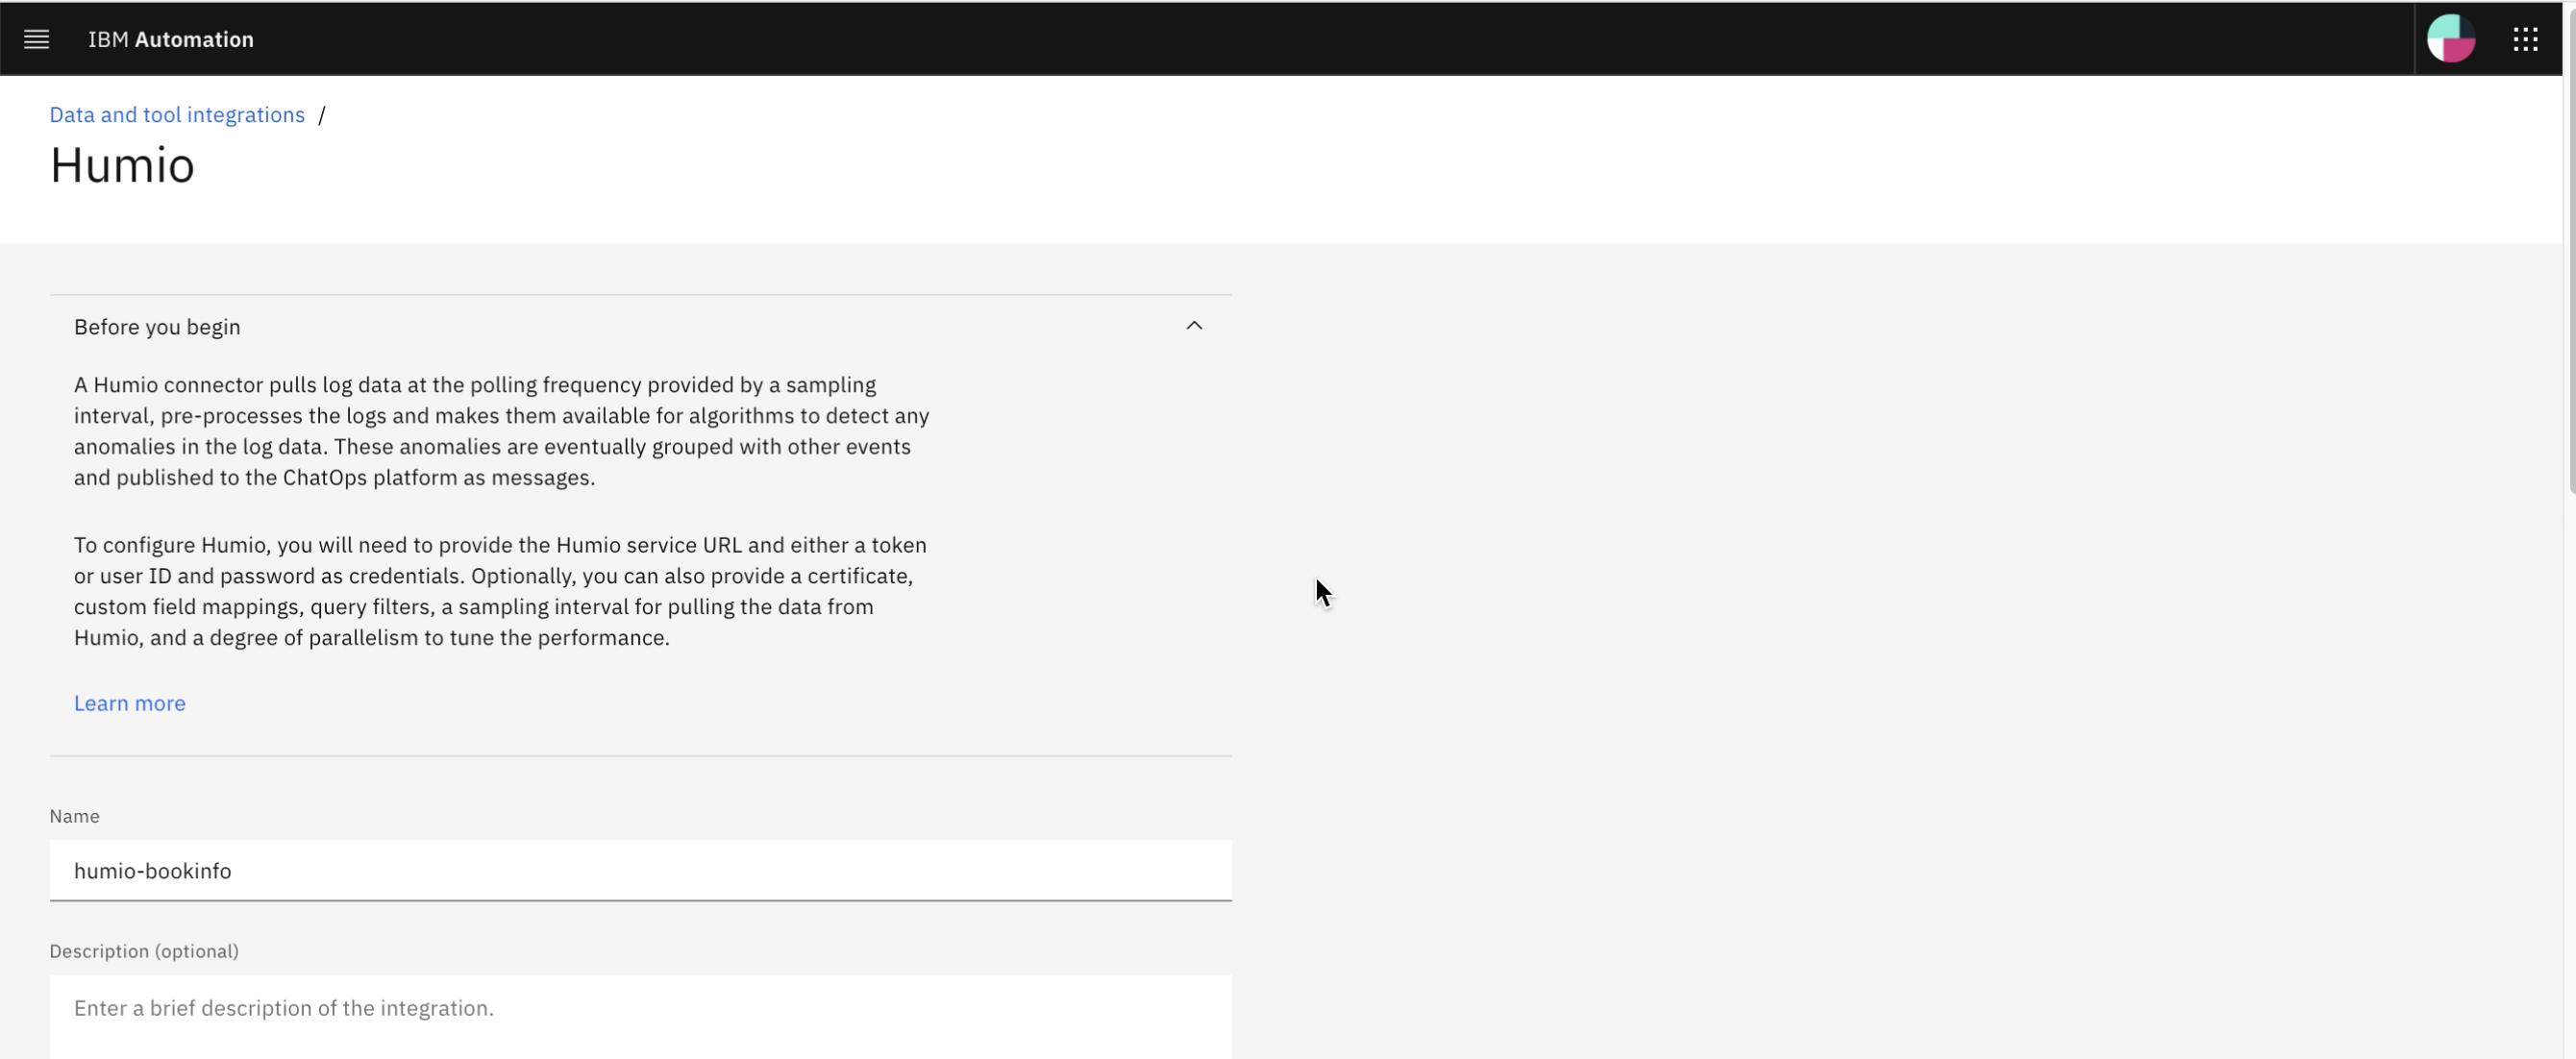 IBM Automation
Data and tool integrations /
Humio
Before you begin
A Humio connector pulls log data at the polling frequency provided by a sampling
interval, pre-processes the logs and makes them available for algorithms to detect any
anomalies in the log data. These anomalies are eventually grouped with other events
and published to the ChatOps platform as messages.
To configure Humio, you will need to provide the Humio service URL and either a token
or user ID and password as credentials. Optionally, you can also provide a certificate,
custom field mappings, query filters, a sampling interval for pulling the data from
Humio, and a degree of parallelism to tune the performance.
Learn more
Name
humio-bookinfo
Description (optional)
Enter a brief description of the integration.